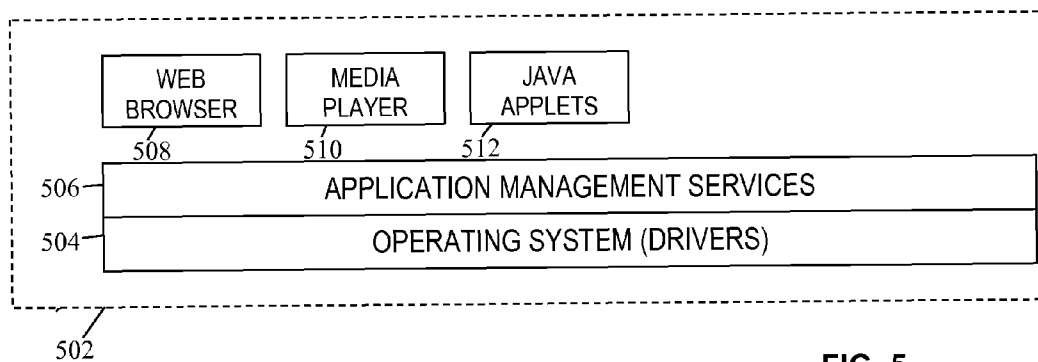 WEB
BROWSER
MEDIA
PLAYER
JAVA
APPLETS
508
510
512
506
APPLICATION MANAGEMENT SERVICES
504
OPERATING SYSTEM (DRIVERS)
502
FIG. 5